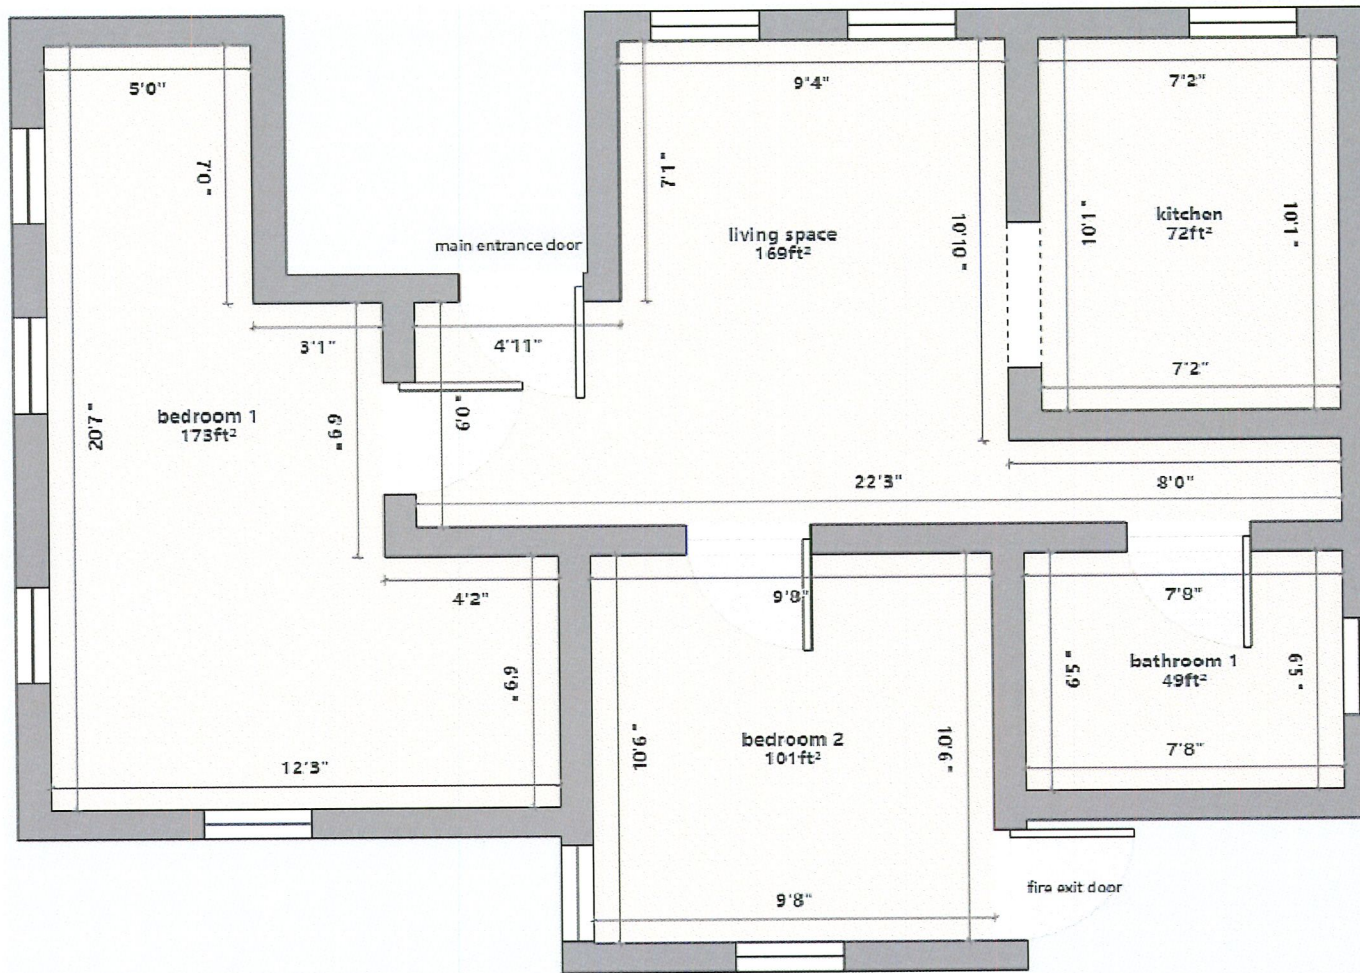 5'0"
9'4"
7'2"
7'0"
7'1"
10'10"
10'1"
kitchen
72ft²
10'1"
main entrance door
living space
169ft²
3'1"
4'11"
7'2"
bedroom 1
173ft²
20'7"
6'9"
6'0"
22'3"
8'0"
4'2"
9'8"
7'8"
6'9"
6'5"
bathroom 1
49ft²
6'5"
10'6"
bedroom 2
101ft²
10'6"
7'8"
12'3"
9'8"
fire exit door